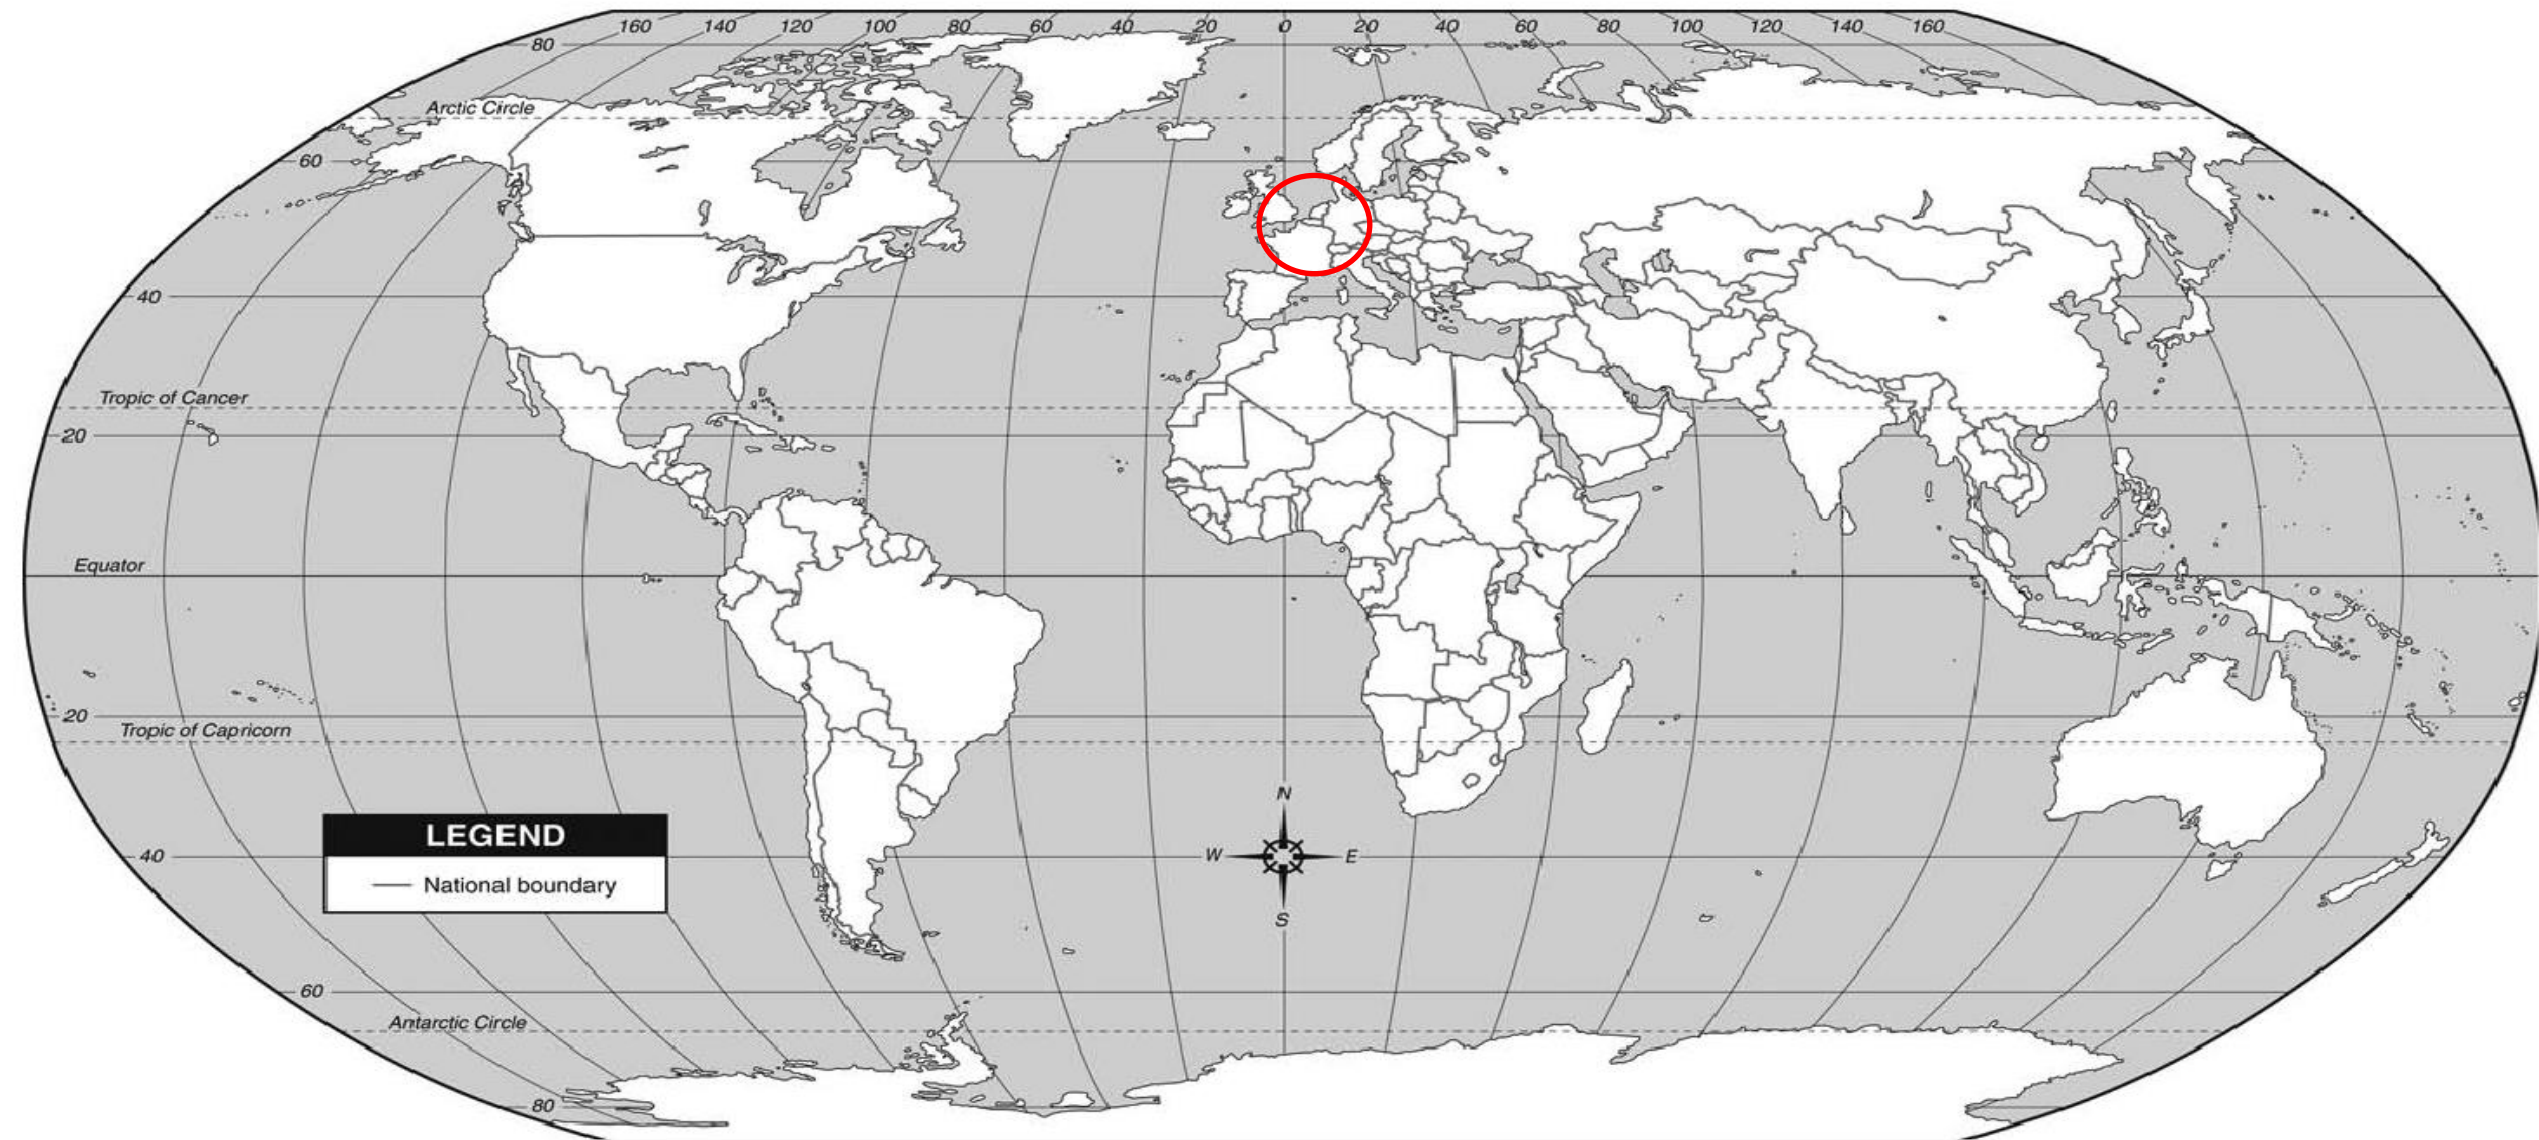 160 140 120 100 80 60 40 20 0 20 40 60 80 100 120 140 160
80
Arctic Circle
60
40
Tropic of Cancer
20
Equator
20
Tropic of Capricorn
N
LEGEND
W E
40
National boundary
S
60
Antarctic Circle
80